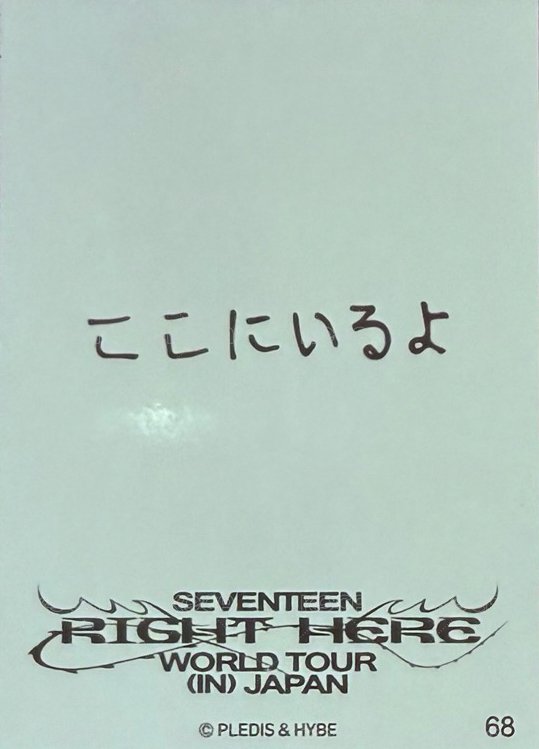 ここにいるよ
SEVENTEEN
RIGHT HERE
WORLD TOUR
(IN) JAPAN
© PLEDIS & HYBE
68